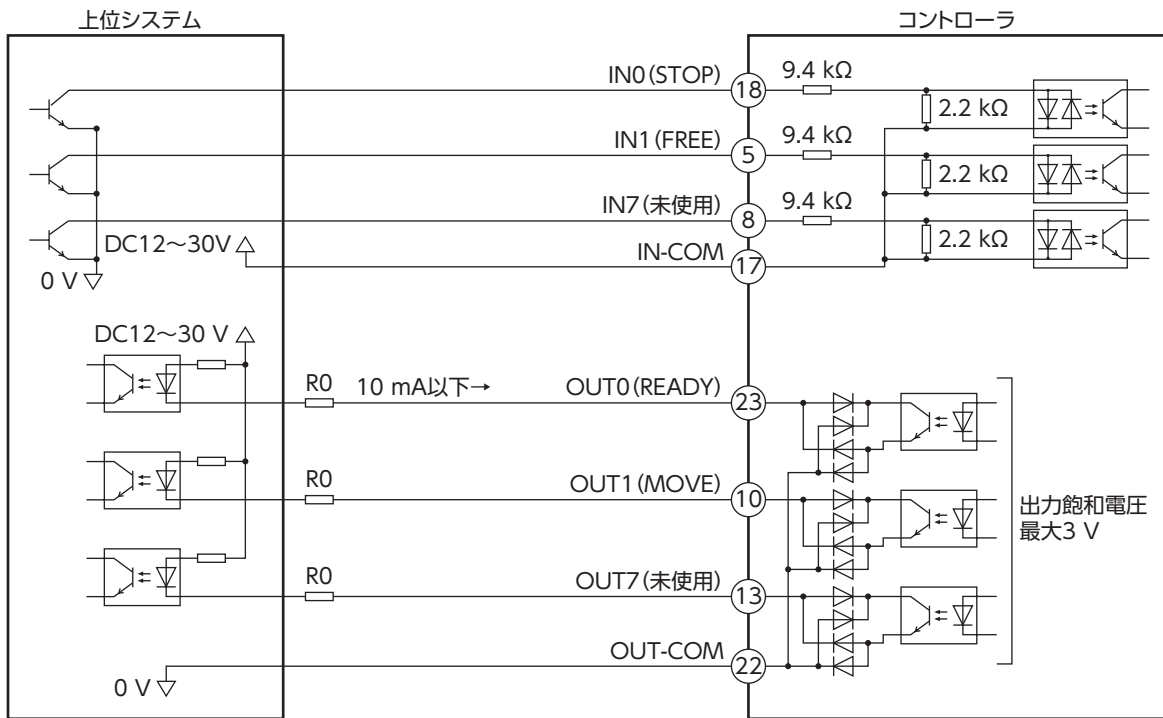 上位システム
コントローラ
IN0(STOP)
18
9.4 kΩ
2.2 kΩ
IN1(FREE)
5
9.4 kΩ
2.2 kΩ
IN7(未使用)
8
9.4 kΩ
2.2 kΩ
DC12～30V
IN-COM
17
0 V
DC12～30 V
R0
10 mA以下→
OUT0(READY)
23
R0
OUT1(MOVE)
10
出力飽和電圧
最大3 V
R0
OUT7(未使用)
13
OUT-COM
22
0 V